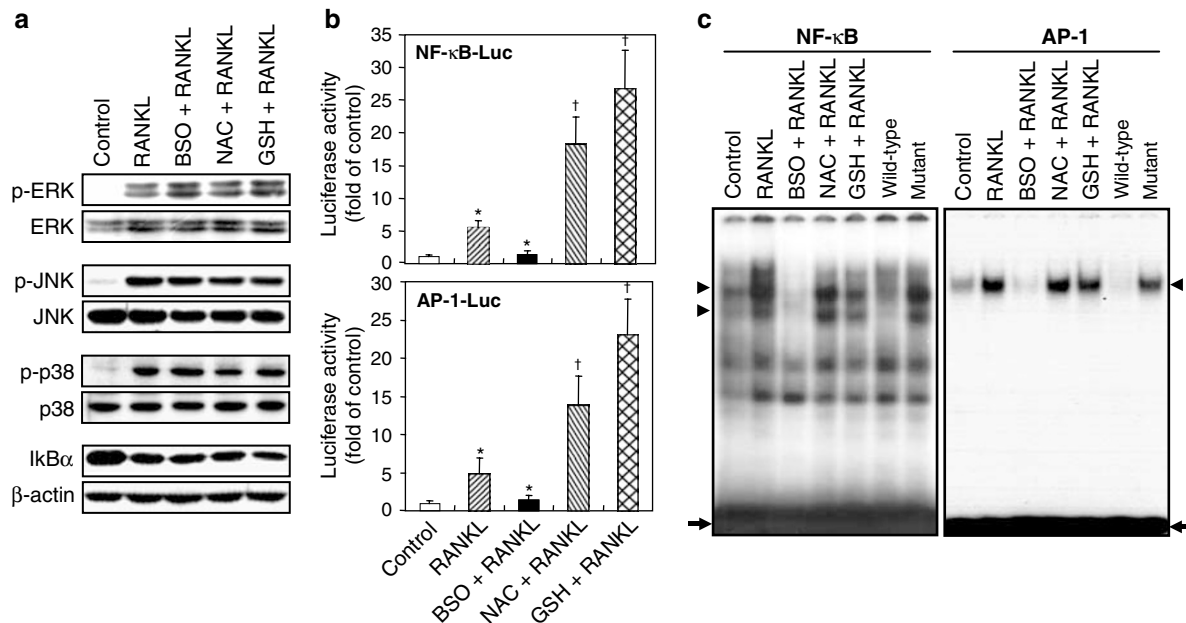 a
Control
RANKL
BSO + RANKL
NAC + RANKL
GSH + RANKL
p-ERK
ERK
p-JNK
JNK
p-p38
p38
IkBα
β-actin
b
NF-κB-Luc
Luciferase activity
(fold of control)
35
30
25
20
15
10
5
0
*
*
†
†
AP-1-Luc
Luciferase activity
(fold of control)
30
25
20
15
10
5
0
*
*
†
†
Control
RANKL
BSO + RANKL
NAC + RANKL
GSH + RANKL
c
NF-κB
Control
RANKL
BSO + RANKL
NAC + RANKL
GSH + RANKL
Wild-type
Mutant
AP-1
Control
RANKL
BSO + RANKL
NAC + RANKL
GSH + RANKL
Wild-type
Mutant